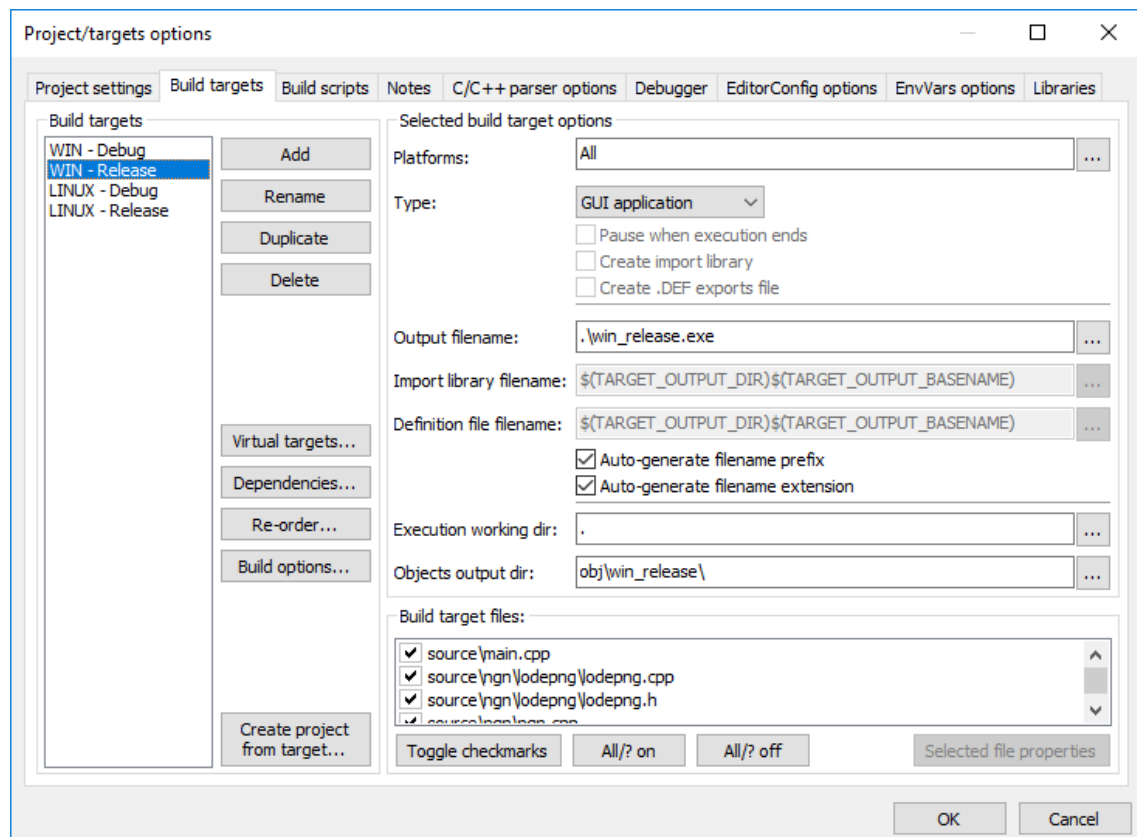 Project/targets options
Project settings Build targets Build scripts Notes C/C++ parser options Debugger EditorConfig options EnvVars options Libraries
Build targets
WIN - Debug
WIN - Release
LINUX - Debug
LINUX - Release
Add
Rename
Duplicate
Delete
Virtual targets...
Dependencies...
Re-order...
Build options...
Create project
from target...
Selected build target options
Platforms: All ...
Type: GUI application
Pause when execution ends
Create import library
Create .DEF exports file
Output filename: .\win_release.exe ...
Import library filename: $(TARGET_OUTPUT_DIR)$(TARGET_OUTPUT_BASENAME) ...
Definition file filename: $(TARGET_OUTPUT_DIR)$(TARGET_OUTPUT_BASENAME) ...
Auto-generate filename prefix
Auto-generate filename extension
Execution working dir: . ...
Objects output dir: obj\win_release\ ...
Build target files:
source\main.cpp
source\ngn\lodepng\lodepng.cpp
source\ngn\lodepng\lodepng.h
source\ngn\ngn.cpp
Toggle checkmarks All/? on All/? off Selected file properties
OK Cancel